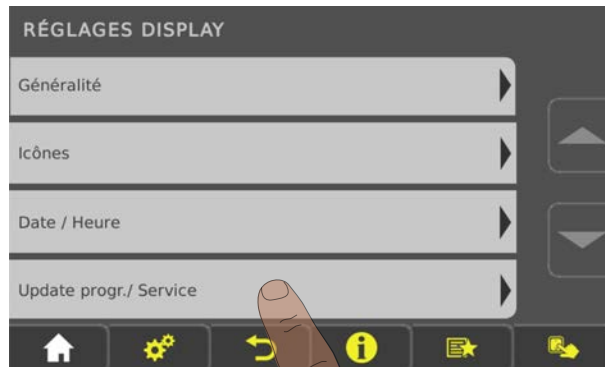 RÉGLAGES DISPLAY
Généralité
Icônes
Date / Heure
Update progr./ Service